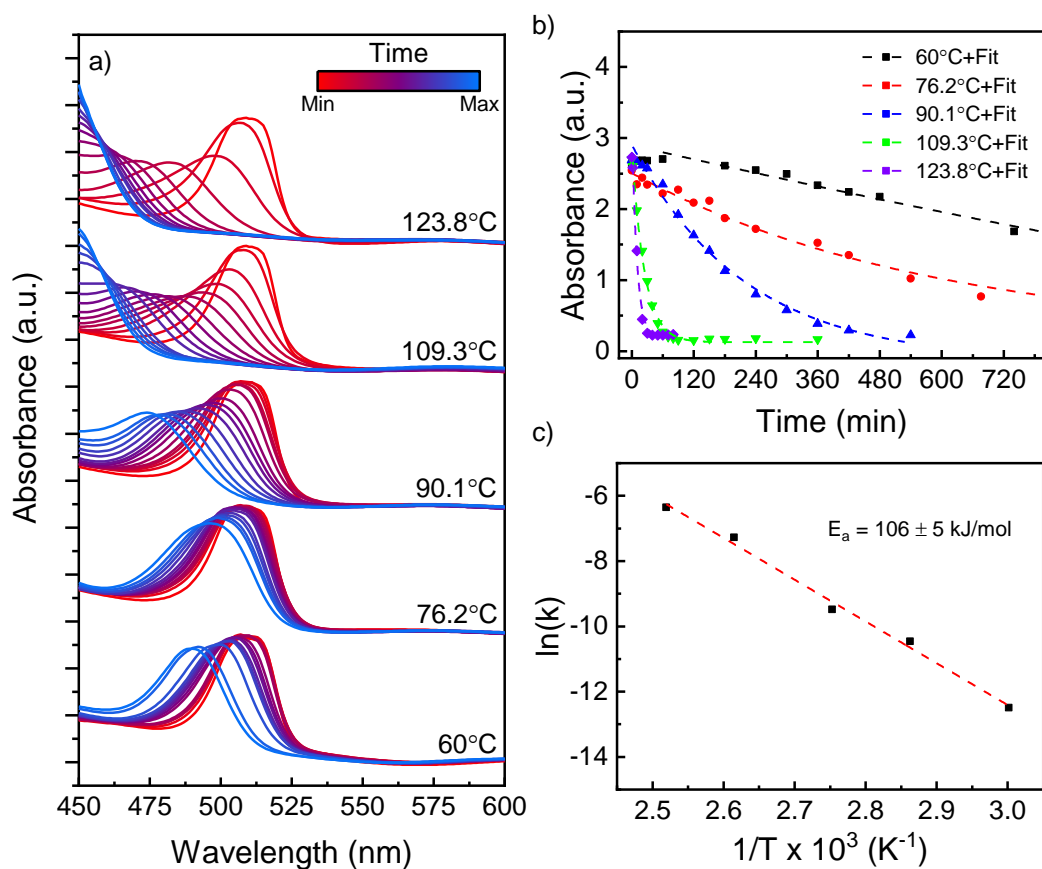 a)
Time
Min
Max
123.8°C
109.3°C
90.1°C
76.2°C
60°C
Absorbance (a.u.)
450 475 500 525 550 575 600
Wavelength (nm)
b)
60°C+Fit
76.2°C+Fit
90.1°C+Fit
109.3°C+Fit
123.8°C+Fit
4
3
2
1
0
Absorbance (a.u.)
0 120 240 360 480 600 720
Time (min)
c)
Eₐ = 106 ± 5 kJ/mol
-6
-8
-10
-12
-14
ln(k)
2.5 2.6 2.7 2.8 2.9 3.0
1/T x 10³ (K⁻¹)